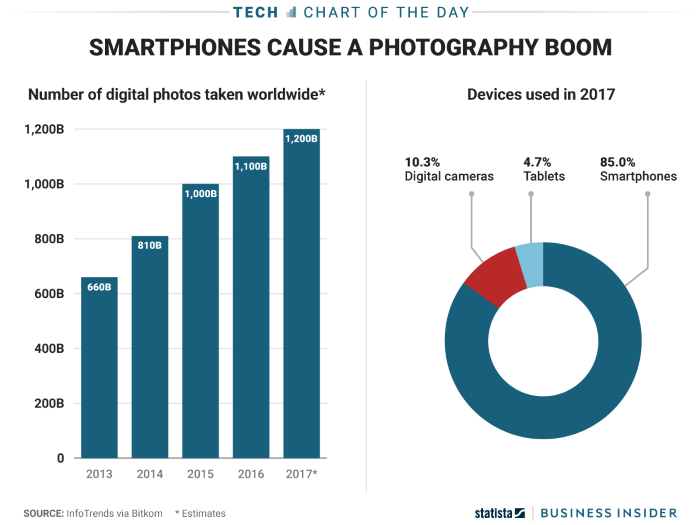 TECH CHART OF THE DAY
SMARTPHONES CAUSE A PHOTOGRAPHY BOOM
Number of digital photos taken worldwide*
1,200B
1,000B
800B
600B
400B
200B
0
660B
810B
1,000B
1,100B
1,200B
2013
2014
2015
2016
2017*
Devices used in 2017
10.3%
Digital cameras
4.7%
Tablets
85.0%
Smartphones
SOURCE: InfoTrends via Bitkom * Estimates
statista BUSINESS INSIDER